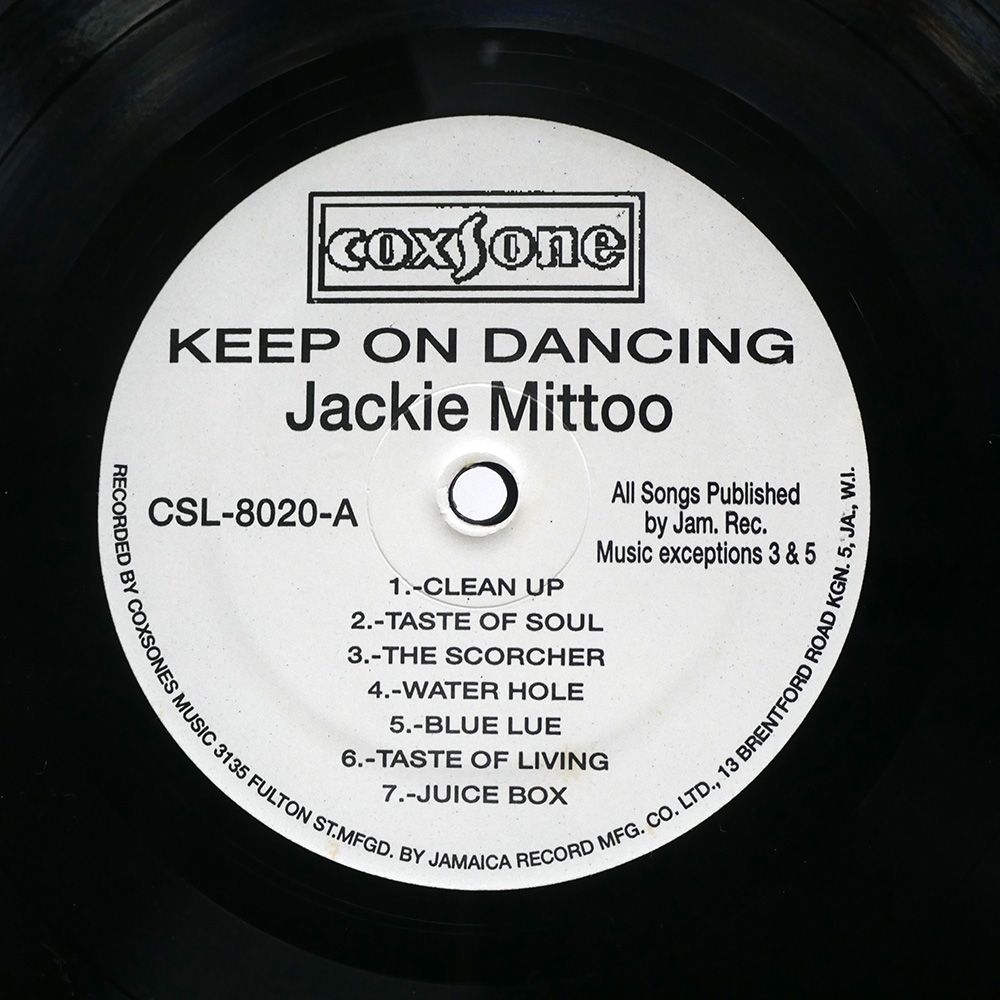 coxsone
KEEP ON DANCING
Jackie Mittoo
CSL-8020-A
All Songs Published
by Jam. Rec.
Music exceptions 3 & 5
1.-CLEAN UP
2.-TASTE OF SOUL
3.-THE SCORCHER
4.-WATER HOLE
5.-BLUE LUE
6.-TASTE OF LIVING
7.-JUICE BOX
RECORDED BY COXSONES MUSIC 3135 FULTON ST.MFGD. BY JAMAICA RECORD MFG. CO. LTD., 13 BRENTFORD ROAD KGN. 5, JA., W.I.